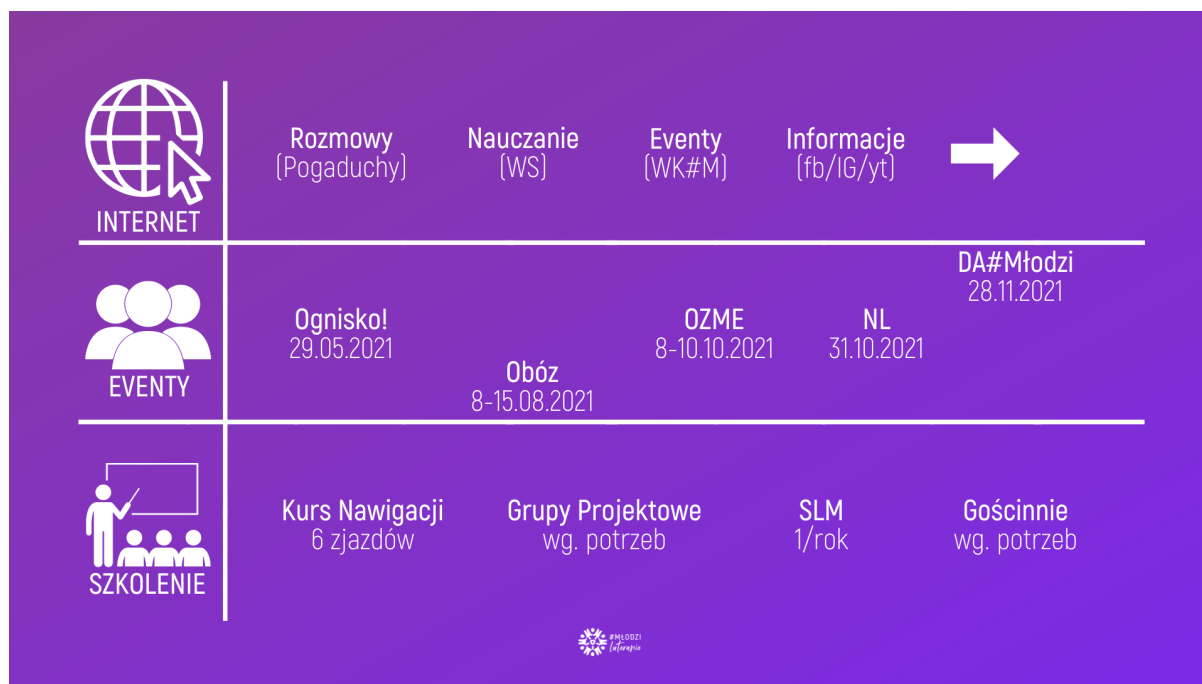 INTERNET
Rozmowy
(Pogaduchy)
Nauczanie
(WS)
Eventy
(WK#M)
Informacje
(fb/IG/yt)
EVENTY
Ognisko!
29.05.2021
Obóz
8-15.08.2021
OZME
8-10.10.2021
NL
31.10.2021
DA#Młodzi
28.11.2021
SZKOLENIE
Kurs Nawigacji
6 zjazdów
Grupy Projektowe
wg. potrzeb
SLM
1/rok
Gościnnie
wg. potrzeb
#MŁODZI
luteranie